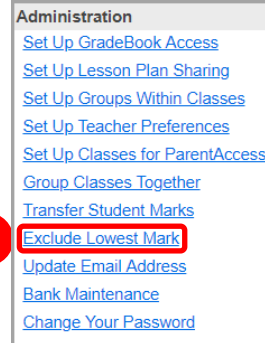 Administration
Set Up GradeBook Access
Set Up Lesson Plan Sharing
Set Up Groups Within Classes
Set Up Teacher Preferences
Set Up Classes for ParentAccess
Group Classes Together
Transfer Student Marks
Exclude Lowest Mark
Update Email Address
Bank Maintenance
Change Your Password